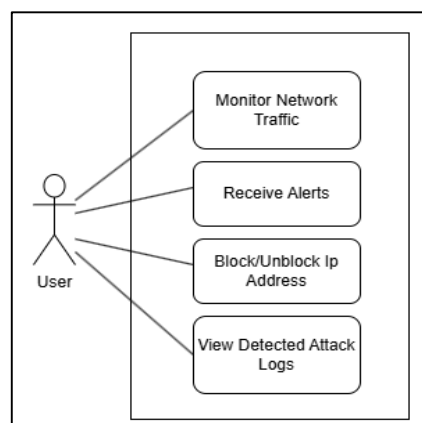 Monitor Network
Traffic
Receive Alerts
Block/Unblock Ip
Address
User
View Detected Attack
Logs